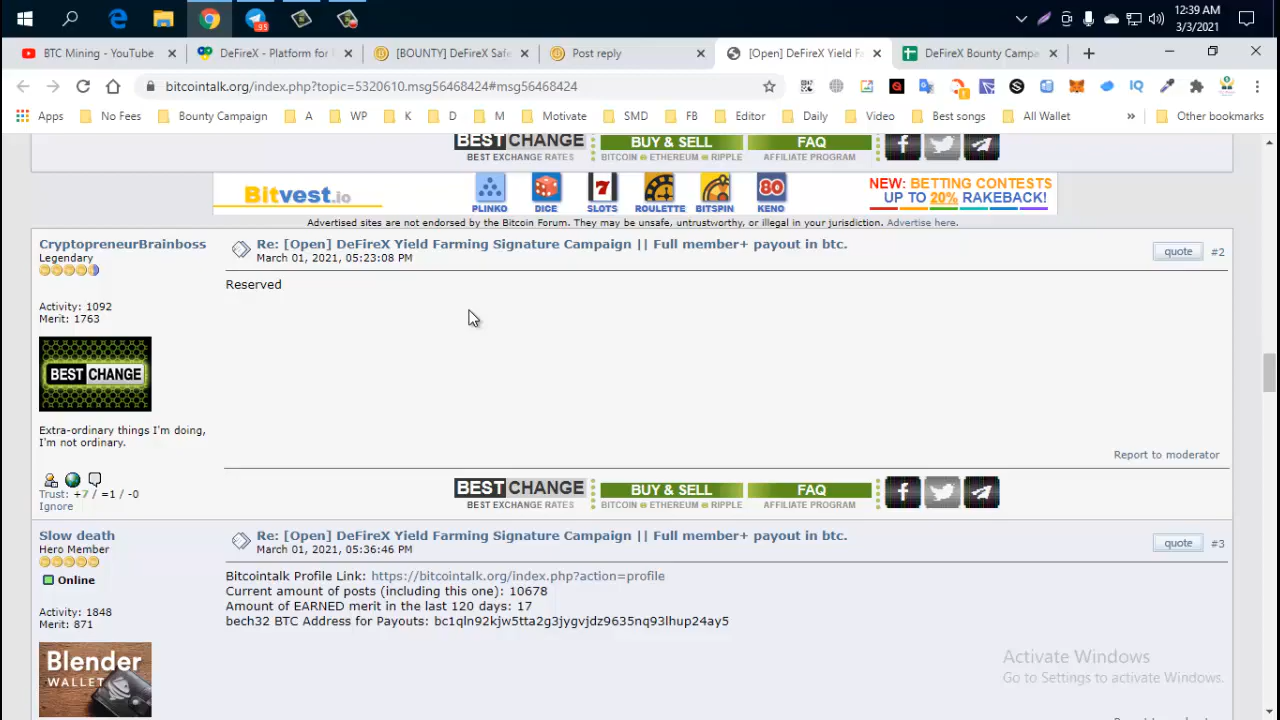 12:39 AM
3/3/2021
95
BTC Mining - YouTube
DeFireX - Platform for
[BOUNTY] DeFireX Safe
Post reply
[Open] DeFireX Yield Fa
DeFireX Bounty Campa
bitcointalk.org/index.php?topic=5320610.msg56468424#msg56468424
IQ
Apps
No Fees
Bounty Campaign
A
WP
K
D
M
Motivate
SMD
FB
Editor
Daily
Video
Best songs
All Wallet
»
Other bookmarks
BEST CHANGE
BUY & SELL
FAQ
BEST EXCHANGE RATES
BITCOIN ETHEREUM RIPPLE
AFFILIATE PROGRAM
Bitvest.io
PLINKO
DICE
SLOTS
ROULETTE
BITSPIN
KENO
7
80
NEW: BETTING CONTESTS
UP TO 20% RAKEBACK!
Advertised sites are not endorsed by the Bitcoin Forum. They may be unsafe, untrustworthy, or illegal in your jurisdiction. Advertise here.
CryptopreneurBrainboss
Legendary
Re: [Open] DeFireX Yield Farming Signature Campaign || Full member+ payout in btc.
March 01, 2021, 05:23:08 PM
quote
#2
Reserved
Activity: 1092
Merit: 1763
BEST CHANGE
Extra-ordinary things I'm doing,
I'm not ordinary.
Report to moderator
Trust: +7 / =1 / -0
Ignore
BEST CHANGE
BUY & SELL
FAQ
BEST EXCHANGE RATES
BITCOIN ETHEREUM RIPPLE
AFFILIATE PROGRAM
Slow death
Hero Member
Re: [Open] DeFireX Yield Farming Signature Campaign || Full member+ payout in btc.
March 01, 2021, 05:36:46 PM
quote
#3
Online
Bitcointalk Profile Link: https://bitcointalk.org/index.php?action=profile
Current amount of posts (including this one): 10678
Amount of EARNED merit in the last 120 days: 17
bech32 BTC Address for Payouts: bc1qln92kjw5tta2g3jygvjdz9635nq93lhup24ay5
Activity: 1848
Merit: 871
Blender
WALLET
Activate Windows
Go to Settings to activate Windows.